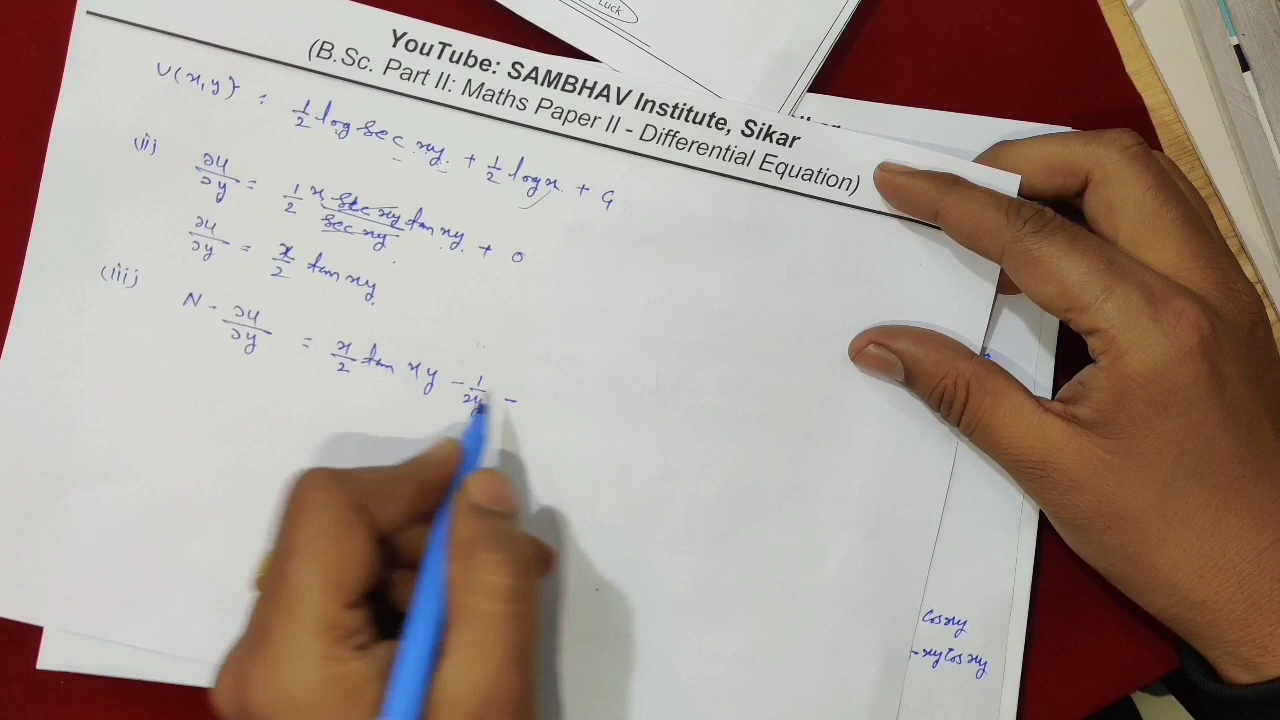 Luck
YouTube: SAMBHAV Institute, Sikar
(B.Sc. Part II: Maths Paper II - Differential Equation)
U(x,y) = 1/2 log sec xy + 1/2 log x + C₁
(ii) ∂U/∂y = 1/2 x sec xy tan xy / sec xy + 0
∂U/∂y = x/2 tan xy
(iii) N - ∂U/∂y = x/2 tan xy - 1/2y -
Cos xy
- xy Cos xy